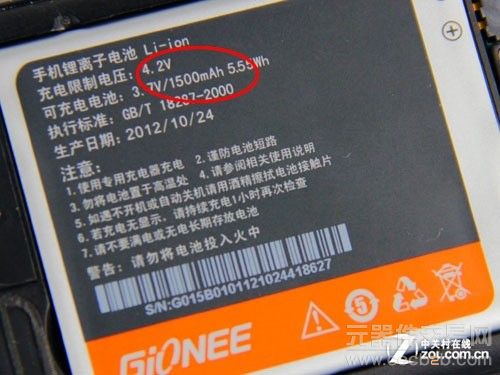 手机锂离子电池 Li-ion
充电限制电压: 4.2V
可充电电池: 3.7V/1500mAh 5.55Wh
执行标准: GB/T 18287-2000
生产日期: 2012/10/24
注意:
1.使用专用充电器充电 2.谨防电池短路
3.勿将电池置于高温处 4.请参阅相关使用说明
5.如遇不开机或自动关机请用酒精擦拭电池接触片
6.若充电无显示、请持续充电1小时再次检查
7.请不要满电或无电长期存放电池
警告: 请勿将电池投入火中
S/N:G015B0101121024418627
GiONEE
5
元器件交易网
Z 中关村在线
zol.com.cn